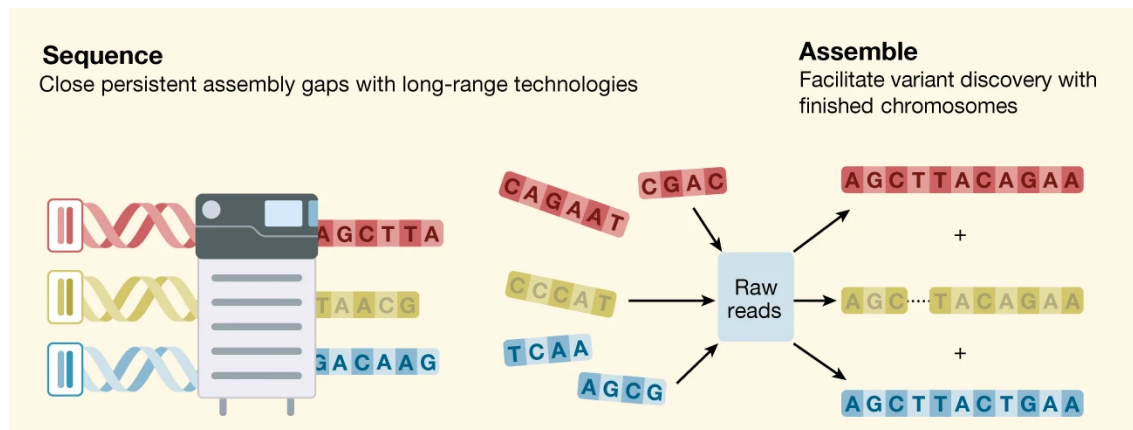 Sequence
Close persistent assembly gaps with long-range technologies
Assemble
Facilitate variant discovery with
finished chromosomes
AGCTTA
TAACG
GACAAG
CAGAAT
CGAC
CCCAT
TCAA
AGCG
Raw
reads
AGCTTACAGAA
+
AGC.....TACAGAA
+
AGCTTACTGAA